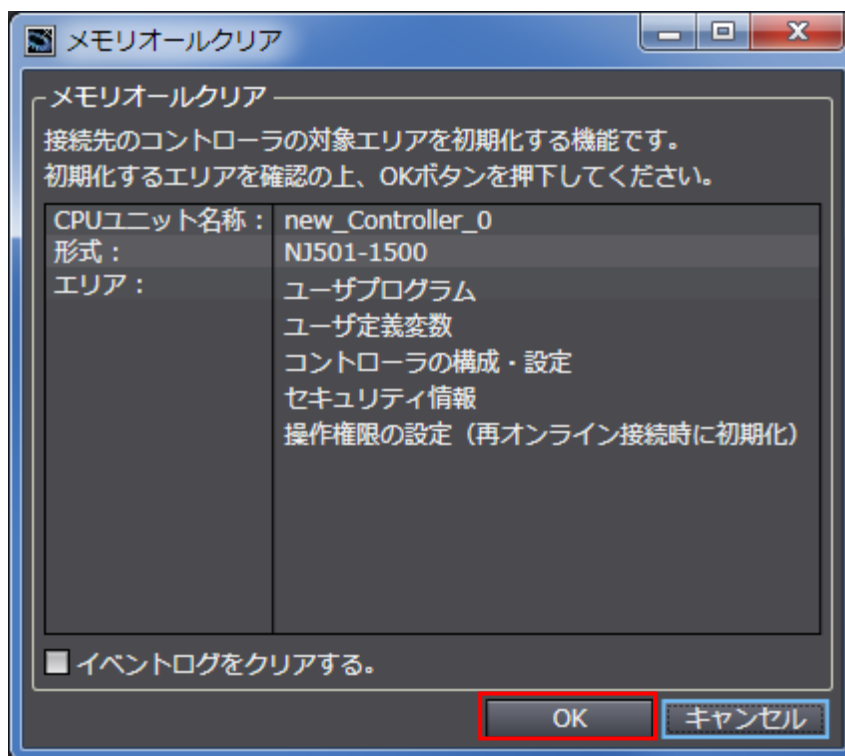 メモリオールクリア
メモリオールクリア
接続先のコントローラの対象エリアを初期化する機能です。
初期化するエリアを確認の上、OKボタンを押下してください。
CPUユニット名称： new_Controller_0
形式： NJ501-1500
エリア： ユーザプログラム
ユーザ定義変数
コントローラの構成・設定
セキュリティ情報
操作権限の設定（再オンライン接続時に初期化）
イベントログをクリアする。
OK キャンセル